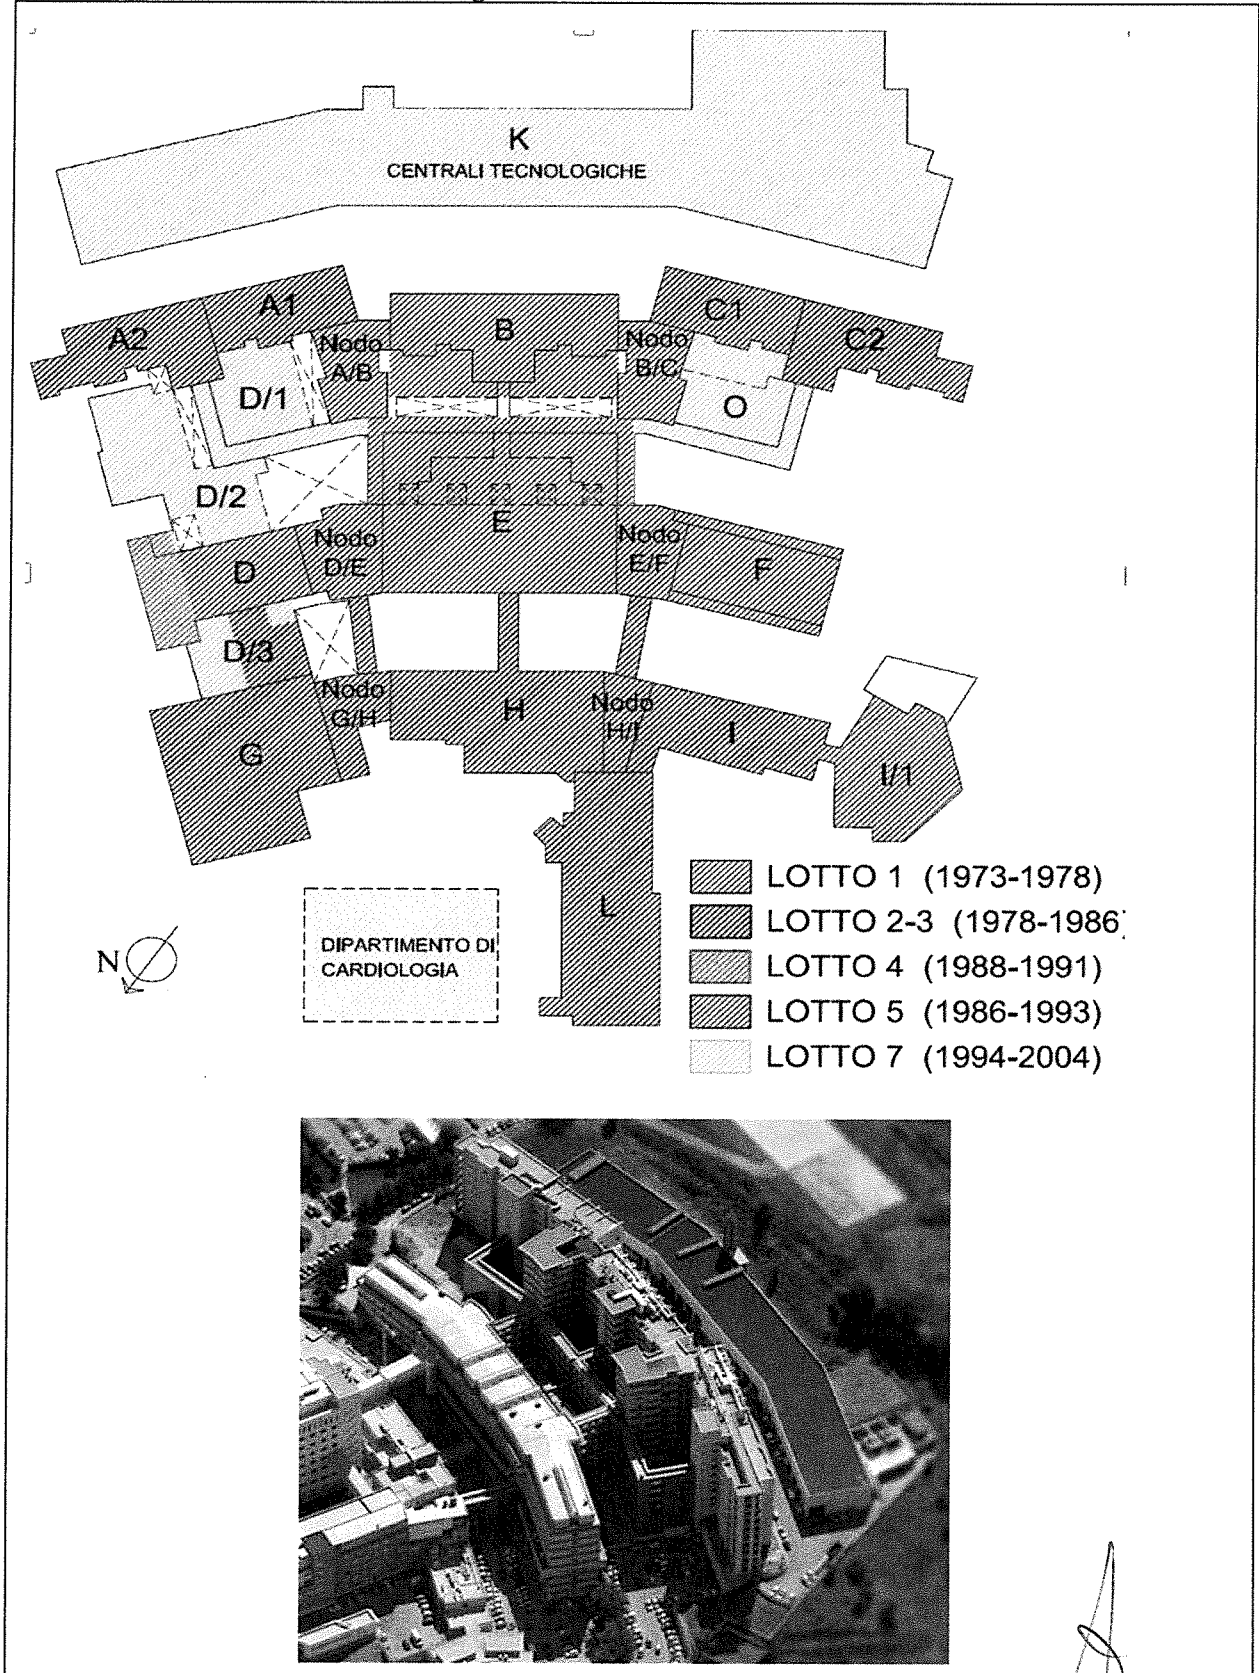 K
CENTRALI TECNOLOGICHE
A1
A2
B
C1
C2
Nodo
A/B
Nodo
B/C
D/1
O
D/2
E
Nodo
D/E
Nodo
E/F
D
F
D/3
Nodo
G/H
H
Nodo
H/I
I
G
I/1
L
LOTTO 1 (1973-1978)
LOTTO 2-3 (1978-1986)
LOTTO 4 (1988-1991)
LOTTO 5 (1986-1993)
LOTTO 7 (1994-2004)
DIPARTIMENTO DI
CARDIOLOGIA
N